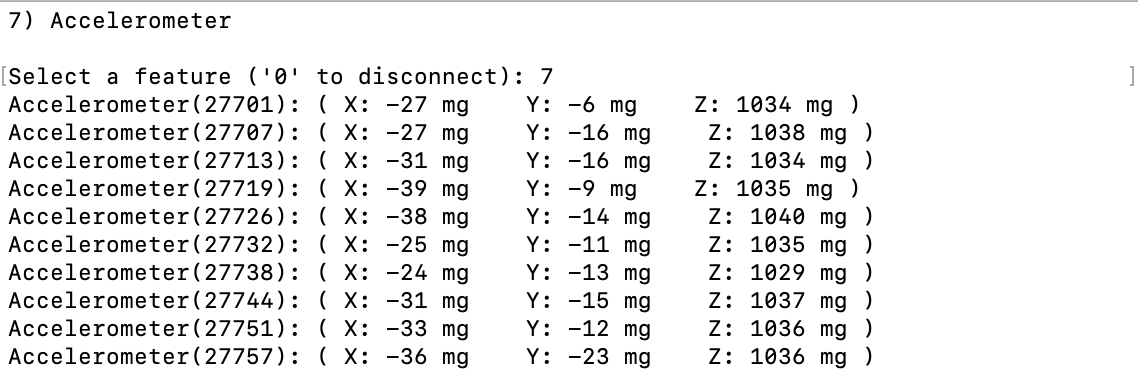 7) Accelerometer
[Select a feature ('0' to disconnect): 7 ]
Accelerometer(27701): ( X: -27 mg    Y: -6 mg    Z: 1034 mg )
Accelerometer(27707): ( X: -27 mg    Y: -16 mg    Z: 1038 mg )
Accelerometer(27713): ( X: -31 mg    Y: -16 mg    Z: 1034 mg )
Accelerometer(27719): ( X: -39 mg    Y: -9 mg    Z: 1035 mg )
Accelerometer(27726): ( X: -38 mg    Y: -14 mg    Z: 1040 mg )
Accelerometer(27732): ( X: -25 mg    Y: -11 mg    Z: 1035 mg )
Accelerometer(27738): ( X: -24 mg    Y: -13 mg    Z: 1029 mg )
Accelerometer(27744): ( X: -31 mg    Y: -15 mg    Z: 1037 mg )
Accelerometer(27751): ( X: -33 mg    Y: -12 mg    Z: 1036 mg )
Accelerometer(27757): ( X: -36 mg    Y: -23 mg    Z: 1036 mg )